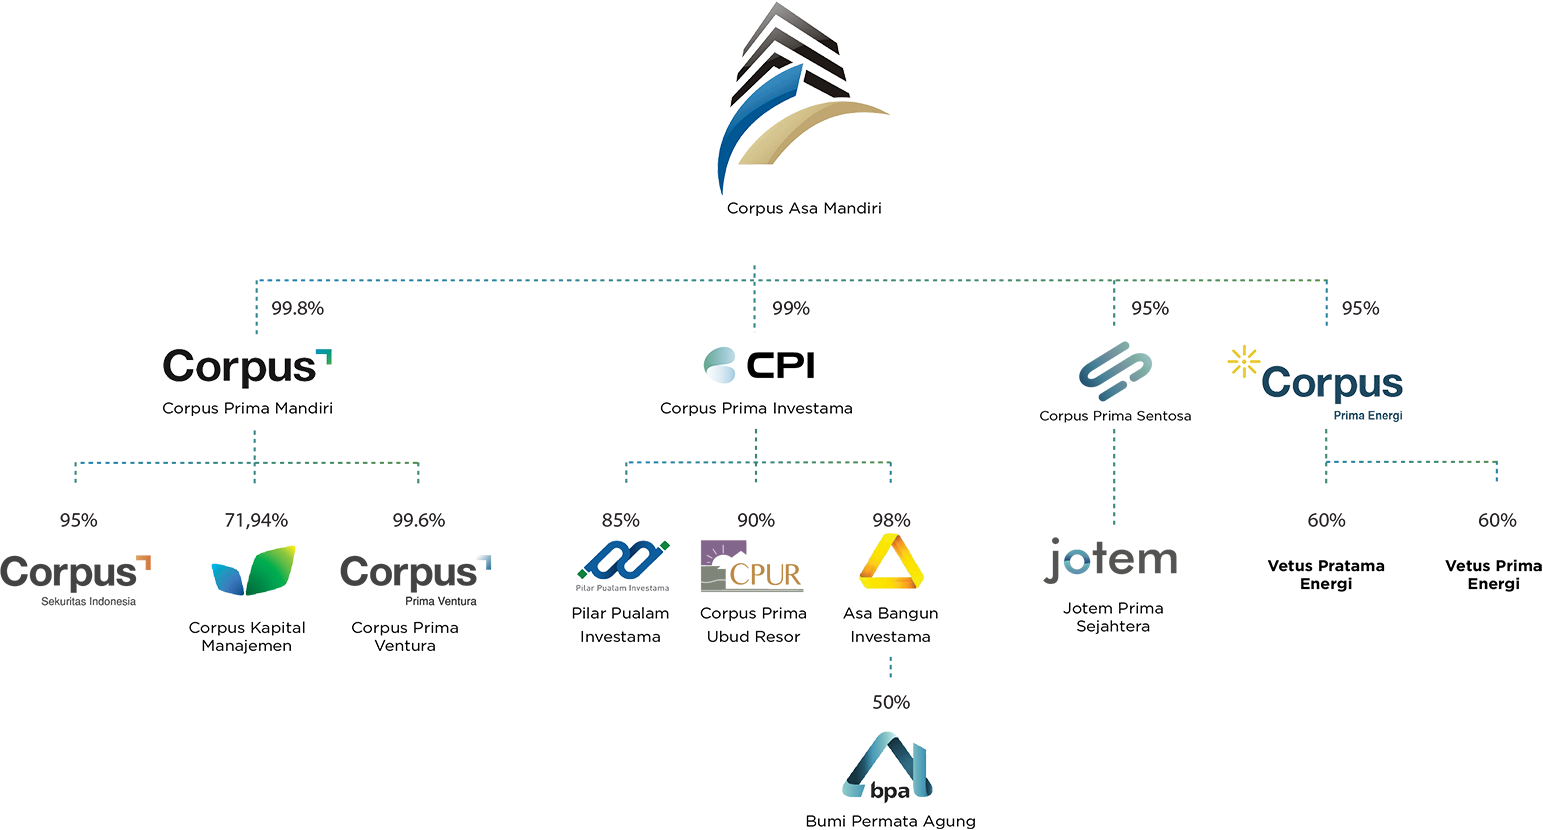 Corpus Asa Mandiri
99.8%
99%
95%
95%
Corpus
Corpus Prima Mandiri
CPI
Corpus Prima Investama
Corpus Prima Sentosa
Corpus
Prima Energi
95%
71,94%
99.6%
85%
90%
98%
60%
60%
Corpus
Sekuritas Indonesia
Corpus Kapital
Manajemen
Corpus
Prima Ventura
Corpus Prima
Ventura
Pilar Pualam Investama
Pilar Pualam
Investama
CPUR
Corpus Prima
Ubud Resor
Asa Bangun
Investama
jotem
Jotem Prima
Sejahtera
Vetus Pratama
Energi
Vetus Prima
Energi
50%
bpa
Bumi Permata Agung